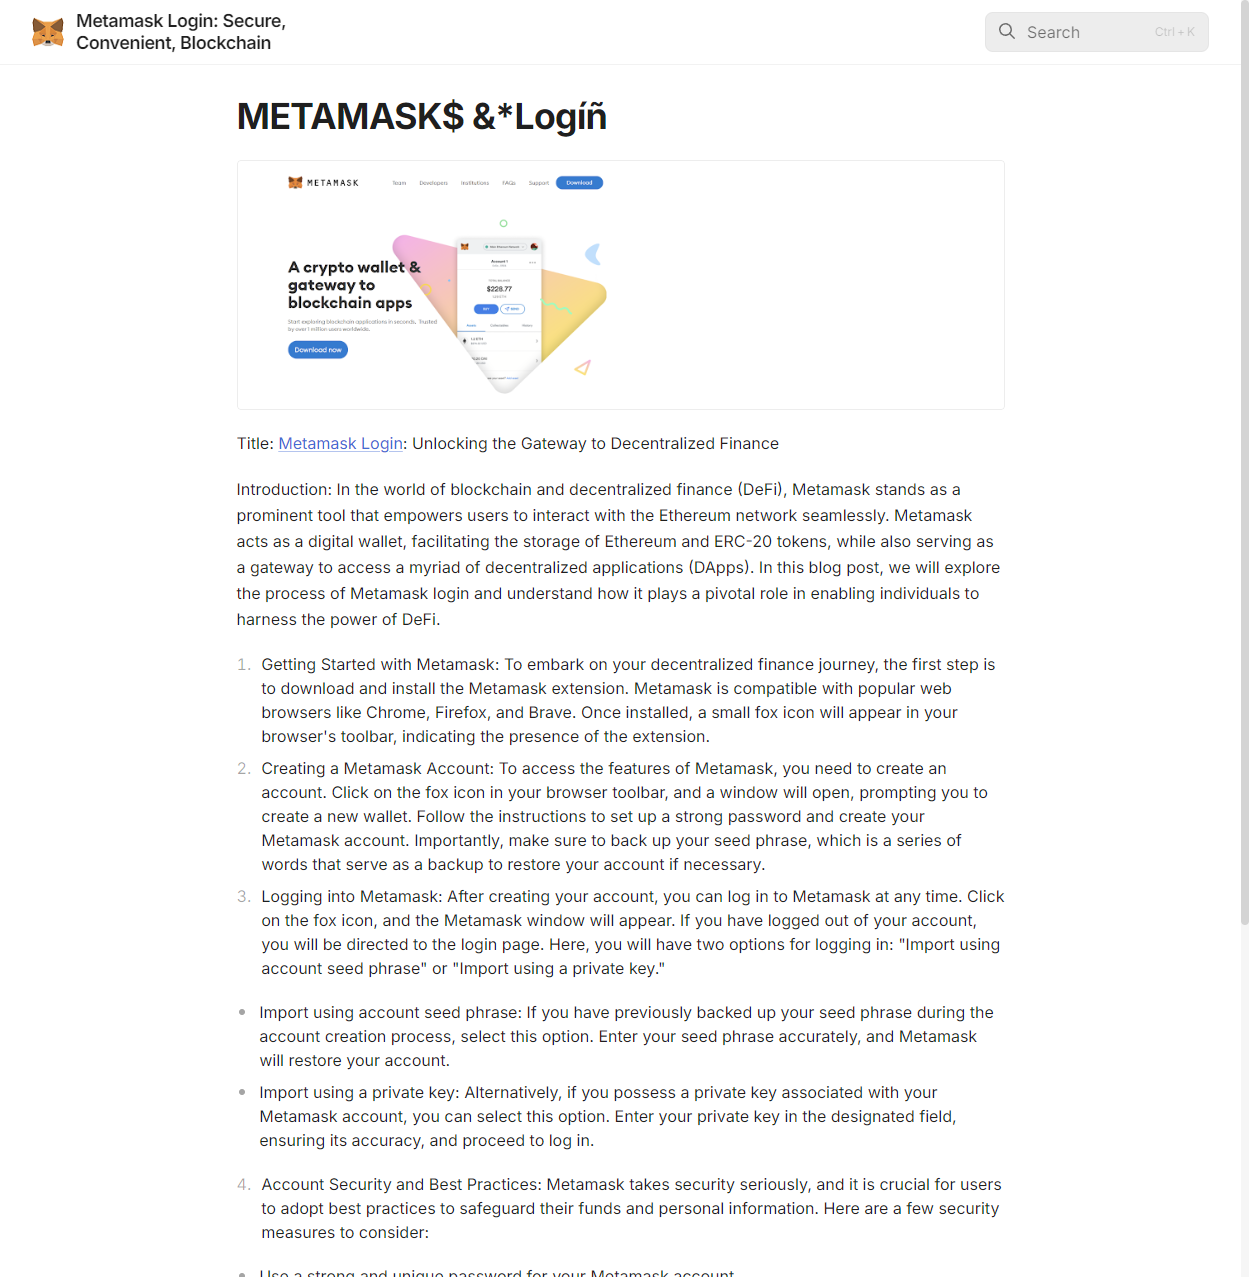 Metamask Login: Secure,
Convenient, Blockchain
Search
Ctrl + K
METAMASK$ &*Logíñ
METAMASK
Team
Developers
Institutions
FAQs
Support
Download
Account 1
$228.77
A crypto wallet &
gateway to
blockchain apps
Start exploring blockchain applications in seconds. Trusted
by over 1 million users worldwide.
Download now
Title: Metamask Login: Unlocking the Gateway to Decentralized Finance
Introduction: In the world of blockchain and decentralized finance (DeFi), Metamask stands as a
prominent tool that empowers users to interact with the Ethereum network seamlessly. Metamask
acts as a digital wallet, facilitating the storage of Ethereum and ERC-20 tokens, while also serving as
a gateway to access a myriad of decentralized applications (DApps). In this blog post, we will explore
the process of Metamask login and understand how it plays a pivotal role in enabling individuals to
harness the power of DeFi.
1. Getting Started with Metamask: To embark on your decentralized finance journey, the first step is
to download and install the Metamask extension. Metamask is compatible with popular web
browsers like Chrome, Firefox, and Brave. Once installed, a small fox icon will appear in your
browser's toolbar, indicating the presence of the extension.
2. Creating a Metamask Account: To access the features of Metamask, you need to create an
account. Click on the fox icon in your browser toolbar, and a window will open, prompting you to
create a new wallet. Follow the instructions to set up a strong password and create your
Metamask account. Importantly, make sure to back up your seed phrase, which is a series of
words that serve as a backup to restore your account if necessary.
3. Logging into Metamask: After creating your account, you can log in to Metamask at any time. Click
on the fox icon, and the Metamask window will appear. If you have logged out of your account,
you will be directed to the login page. Here, you will have two options for logging in: "Import using
account seed phrase" or "Import using a private key."
• Import using account seed phrase: If you have previously backed up your seed phrase during the
account creation process, select this option. Enter your seed phrase accurately, and Metamask
will restore your account.
• Import using a private key: Alternatively, if you possess a private key associated with your
Metamask account, you can select this option. Enter your private key in the designated field,
ensuring its accuracy, and proceed to log in.
4. Account Security and Best Practices: Metamask takes security seriously, and it is crucial for users
to adopt best practices to safeguard their funds and personal information. Here are a few security
measures to consider:
• Use a strong and unique password for your Metamask account.